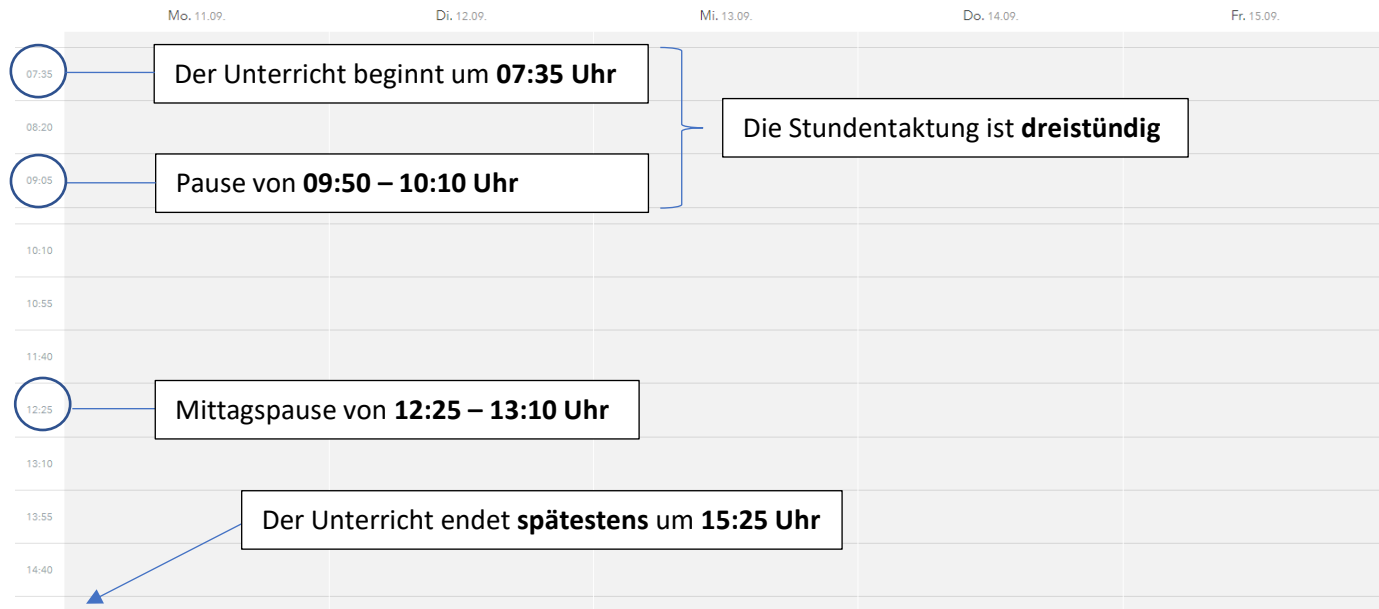 Mo. 11.09. Di. 12.09. Mi. 13.09. Do. 14.09. Fr. 15.09.
07:35
Der Unterricht beginnt um 07:35 Uhr
08:20
Die Stundentaktung ist dreistündig
09:05
Pause von 09:50 – 10:10 Uhr
10:10
10:55
11:40
12:25
Mittagspause von 12:25 – 13:10 Uhr
13:10
13:55
Der Unterricht endet spätestens um 15:25 Uhr
14:40